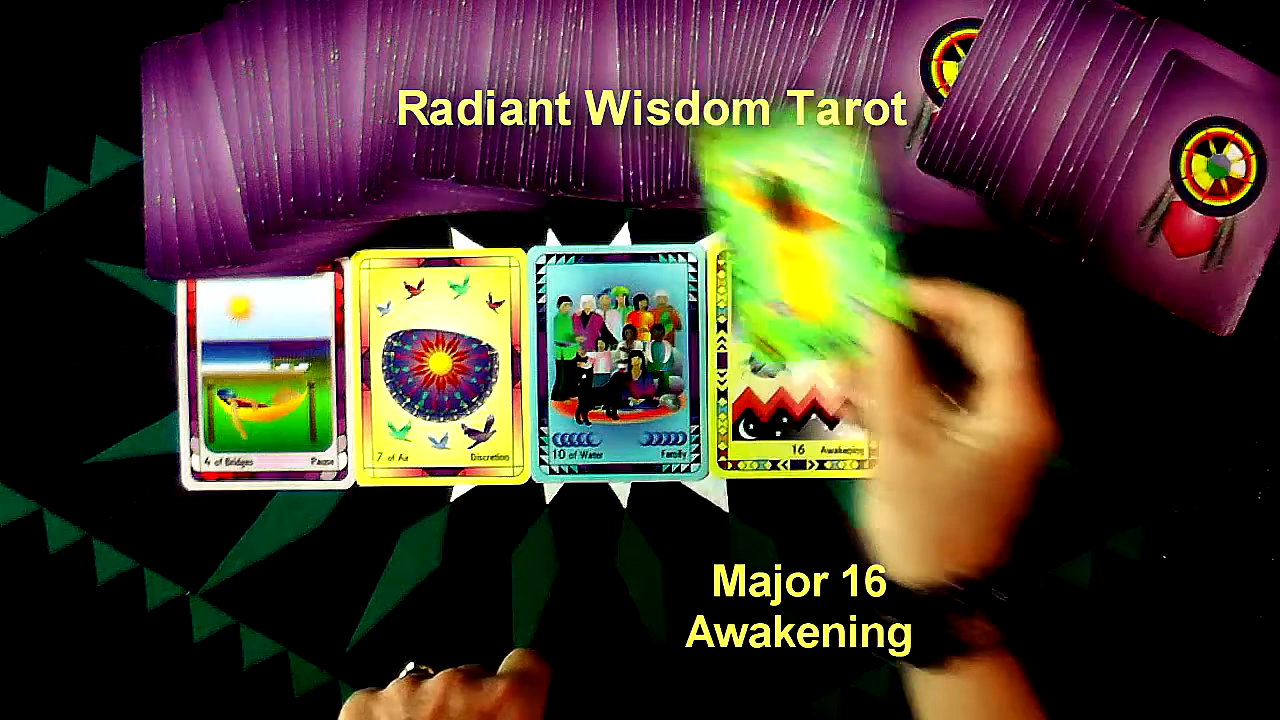 Radiant Wisdom Tarot
4 of Bridges Pause
7 of Air Discretion
10 of Water Family
16 Awakening
Major 16
Awakening